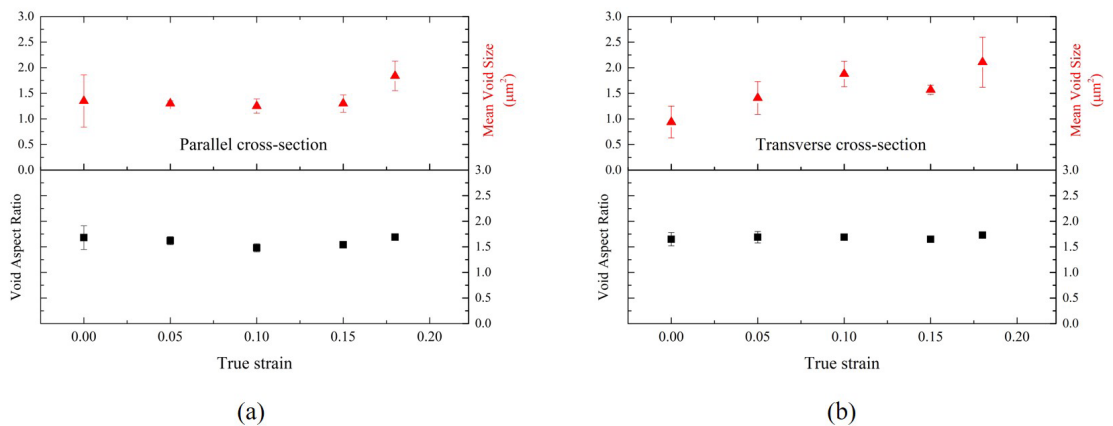 3.0
2.5
2.0
1.5
1.0
0.5
0.0
Parallel cross-section
Mean Void Size
(µm²)
3.0
2.5
2.0
1.5
1.0
0.5
0.0
Void Aspect Ratio
0.00 0.05 0.10 0.15 0.20
True strain
(a)
3.0
2.5
2.0
1.5
1.0
0.5
0.0
Transverse cross-section
Mean Void Size
(µm²)
3.0
2.5
2.0
1.5
1.0
0.5
0.0
Void Aspect Ratio
0.00 0.05 0.10 0.15 0.20
True strain
(b)